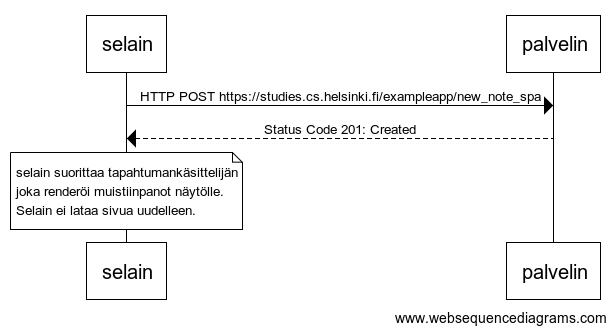 selain palvelin
HTTP POST https://studies.cs.helsinki.fi/exampleapp/new_note_spa
Status Code 201: Created
selain suorittaa tapahtumankäsittelijän
joka renderöi muistiinpanot näytölle.
Selain ei lataa sivua uudelleen.
selain palvelin
www.websequencediagrams.com